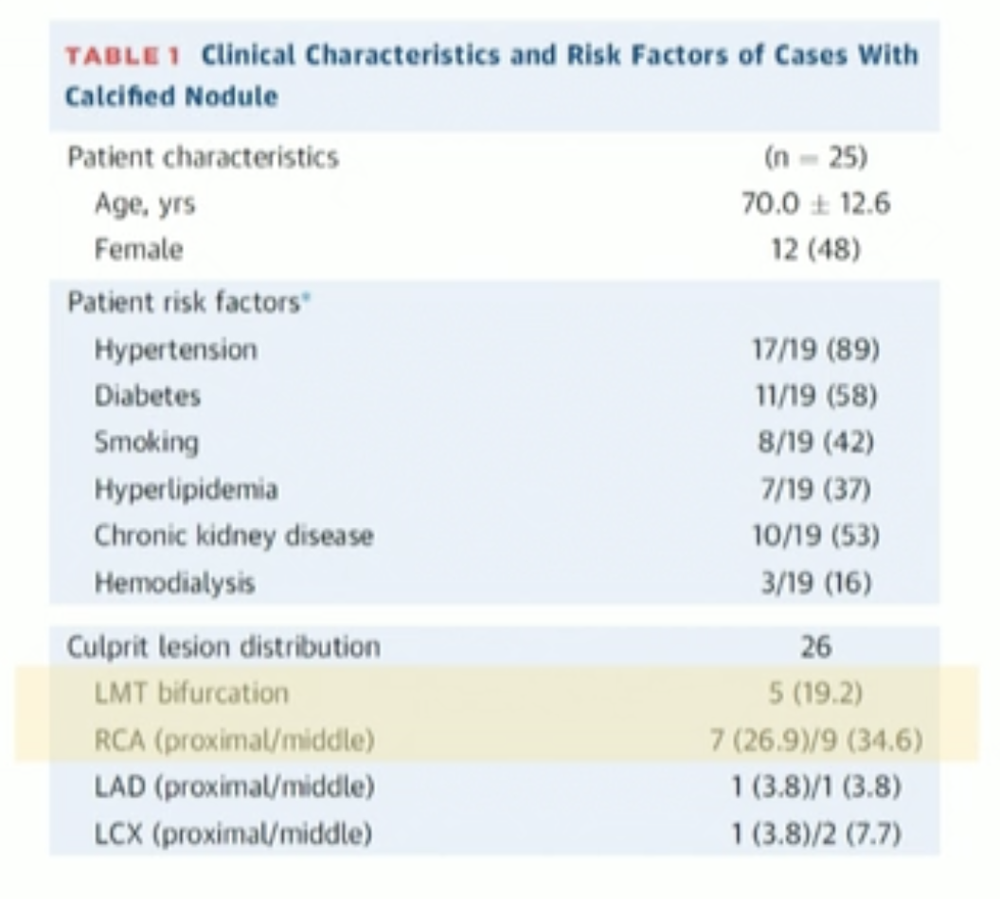 TABLE 1 Clinical Characteristics and Risk Factors of Cases With
Calcified Nodule
Patient characteristics (n = 25)
Age, yrs 70.0 ± 12.6
Female 12 (48)
Patient risk factors*
Hypertension 17/19 (89)
Diabetes 11/19 (58)
Smoking 8/19 (42)
Hyperlipidemia 7/19 (37)
Chronic kidney disease 10/19 (53)
Hemodialysis 3/19 (16)
Culprit lesion distribution 26
LMT bifurcation 5 (19.2)
RCA (proximal/middle) 7 (26.9)/9 (34.6)
LAD (proximal/middle) 1 (3.8)/1 (3.8)
LCX (proximal/middle) 1 (3.8)/2 (7.7)